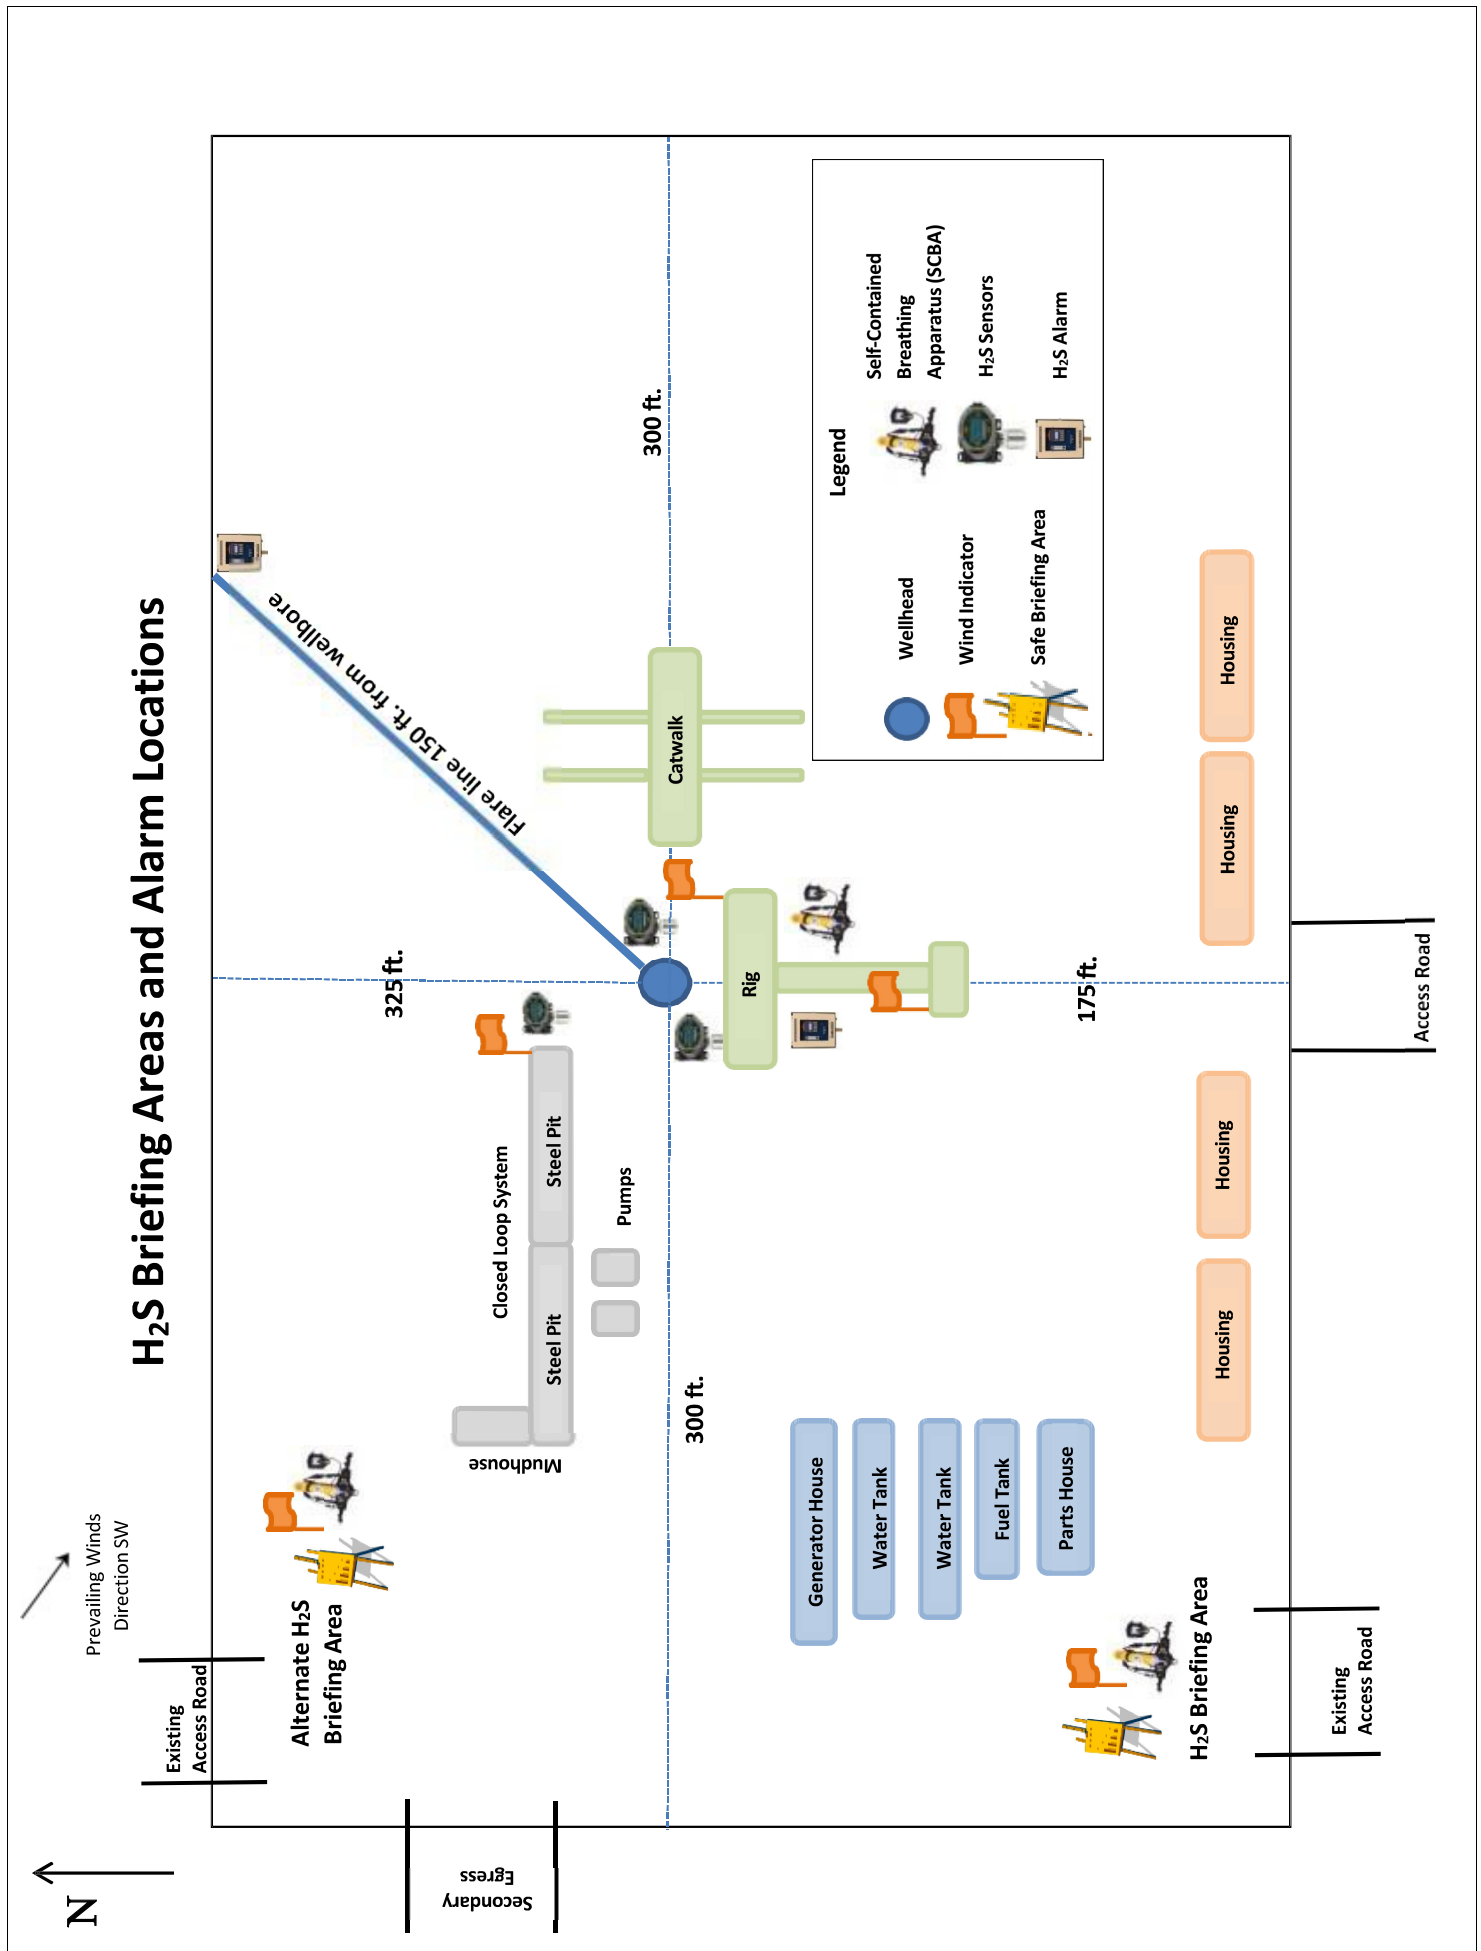 H₂S Briefing Areas and Alarm Locations
N
Prevailing Winds
Direction SW
Existing
Access Road
Alternate H₂S
Briefing Area
Secondary
Egress
Mudhouse
Closed Loop System
Steel Pit
Steel Pit
Pumps
325 ft.
Flare line 150 ft. from wellbore
300 ft.
300 ft.
Catwalk
Rig
175 ft.
Generator House
Water Tank
Water Tank
Fuel Tank
Parts House
H₂S Briefing Area
Existing
Access Road
Housing
Housing
Housing
Housing
Access Road
Legend
Wellhead
Wind Indicator
Safe Briefing Area
Self-Contained
Breathing
Apparatus (SCBA)
H₂S Sensors
H₂S Alarm